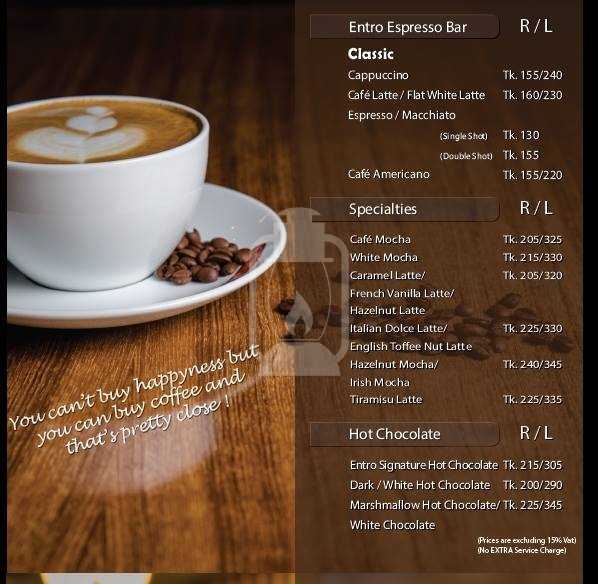 Entro Espresso Bar R / L
Classic
Cappuccino Tk. 155/240
Café Latte / Flat White Latte Tk. 160/230
Espresso / Macchiato
(Single Shot) Tk. 130
(Double Shot) Tk. 155
Café Americano Tk. 155/220
Specialties R / L
Café Mocha Tk. 205/325
White Mocha Tk. 215/330
Caramel Latte/ Tk. 205/320
French Vanilla Latte/
Hazelnut Latte
Italian Dolce Latte/ Tk. 225/330
English Toffee Nut Latte
Hazelnut Mocha/ Tk. 240/345
Irish Mocha
Tiramisu Latte Tk. 225/335
Hot Chocolate R / L
Entro Signature Hot Chocolate Tk. 215/305
Dark / White Hot Chocolate Tk. 200/290
Marshmallow Hot Chocolate/ Tk. 225/345
White Chocolate
(Prices are excluding 15% Vat)
(No EXTRA Service Charge)
You can't buy happyness but
you can buy coffee and
that's pretty close !